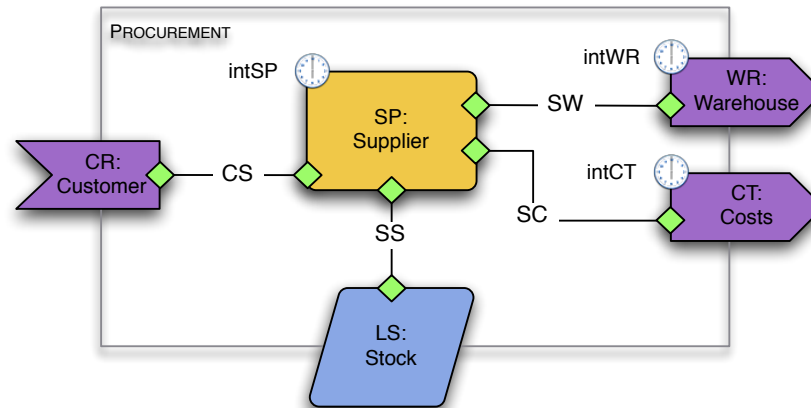 PROCUREMENT
intSP
intWR
SP:
Supplier
WR:
Warehouse
SW
CR:
Customer
CS
intCT
CT:
Costs
SC
SS
LS:
Stock